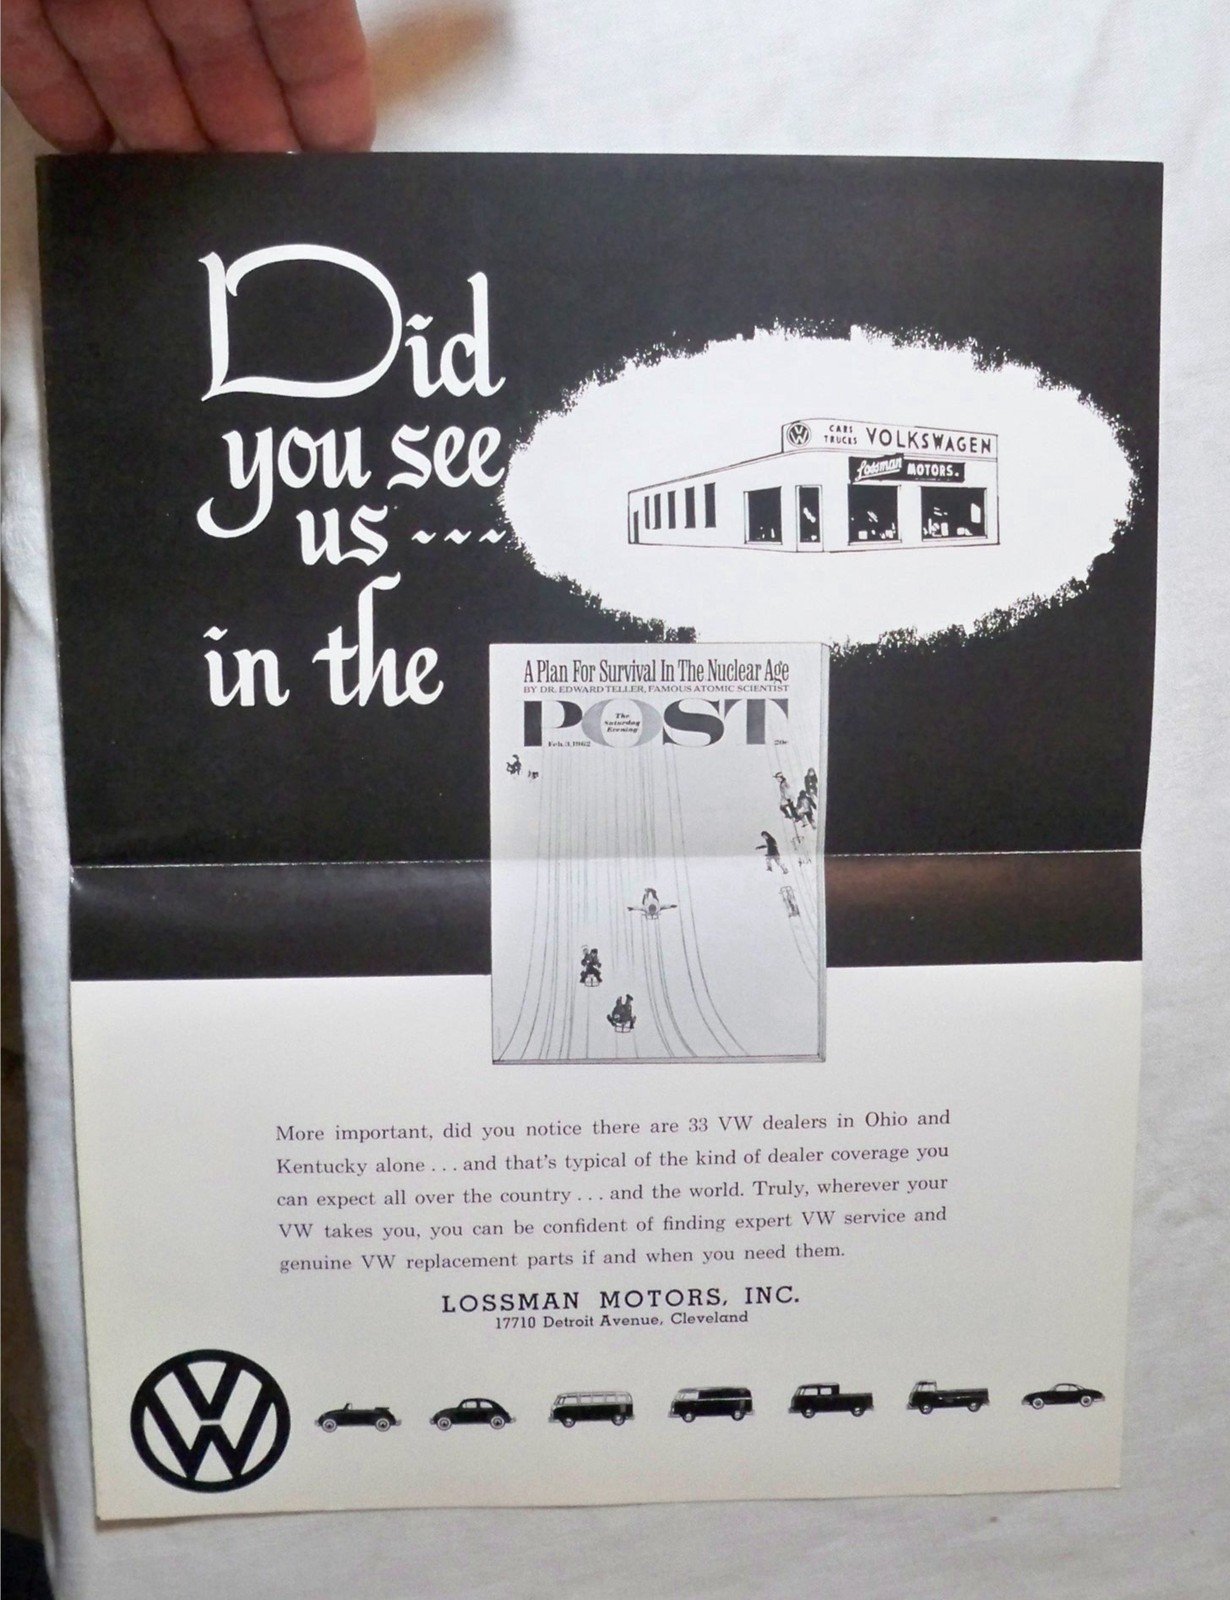 Did
you see
us ~~~
in the
CARS
TRUCKS
VOLKSWAGEN
Lossman MOTORS.
A Plan For Survival In The Nuclear Age
BY DR. EDWARD TELLER, FAMOUS ATOMIC SCIENTIST
POST
The
Saturday
Evening
Feb. 3, 1962 20c
More important, did you notice there are 33 VW dealers in Ohio and
Kentucky alone . . . and that's typical of the kind of dealer coverage you
can expect all over the country . . . and the world. Truly, wherever your
VW takes you, you can be confident of finding expert VW service and
genuine VW replacement parts if and when you need them.
LOSSMAN MOTORS, INC.
17710 Detroit Avenue, Cleveland
VW